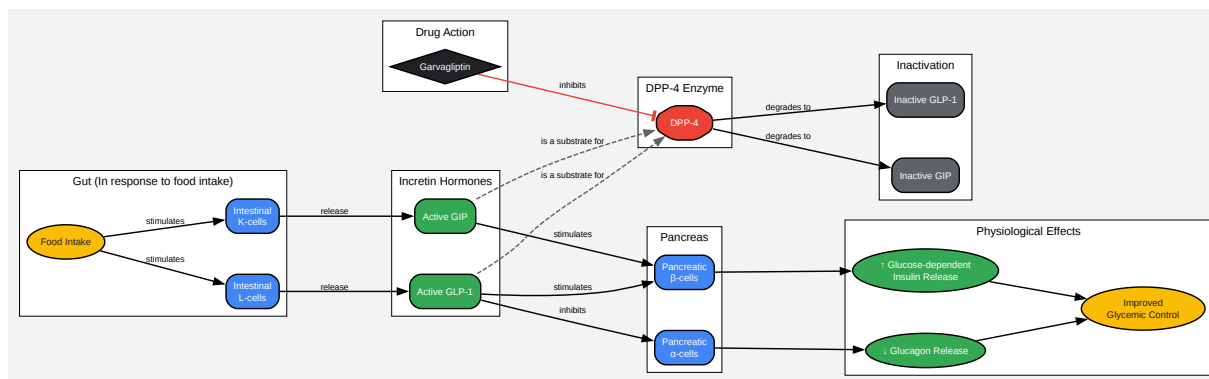 Drug Action
Garvagliptin
inhibits
DPP-4 Enzyme
DPP-4
degrades to
degrades to
Inactivation
Inactive GLP-1
Inactive GIP
is a substrate for
is a substrate for
Gut (In response to food intake)
Food Intake
stimulates
stimulates
Intestinal
K-cells
Intestinal
L-cells
release
release
Incretin Hormones
Active GIP
Active GLP-1
stimulates
stimulates
inhibits
Pancreas
Pancreatic
β-cells
Pancreatic
α-cells
Physiological Effects
↑ Glucose-dependent
Insulin Release
↓ Glucagon Release
Improved
Glycemic Control